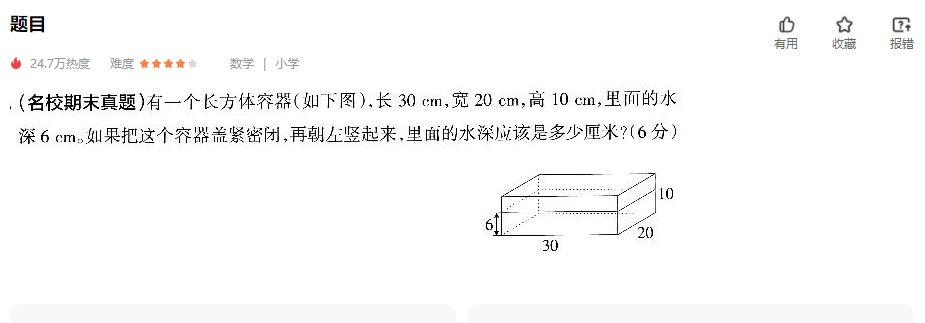 题目
有用 收藏 报错
24.7万热度 难度 数学 | 小学
.(名校期末真题)有一个长方体容器(如下图),长 30 cm,宽 20 cm,高 10 cm,里面的水
深 6 cm。如果把这个容器盖紧密闭,再朝左竖起来,里面的水深应该是多少厘米?(6 分)
10
6
20
30